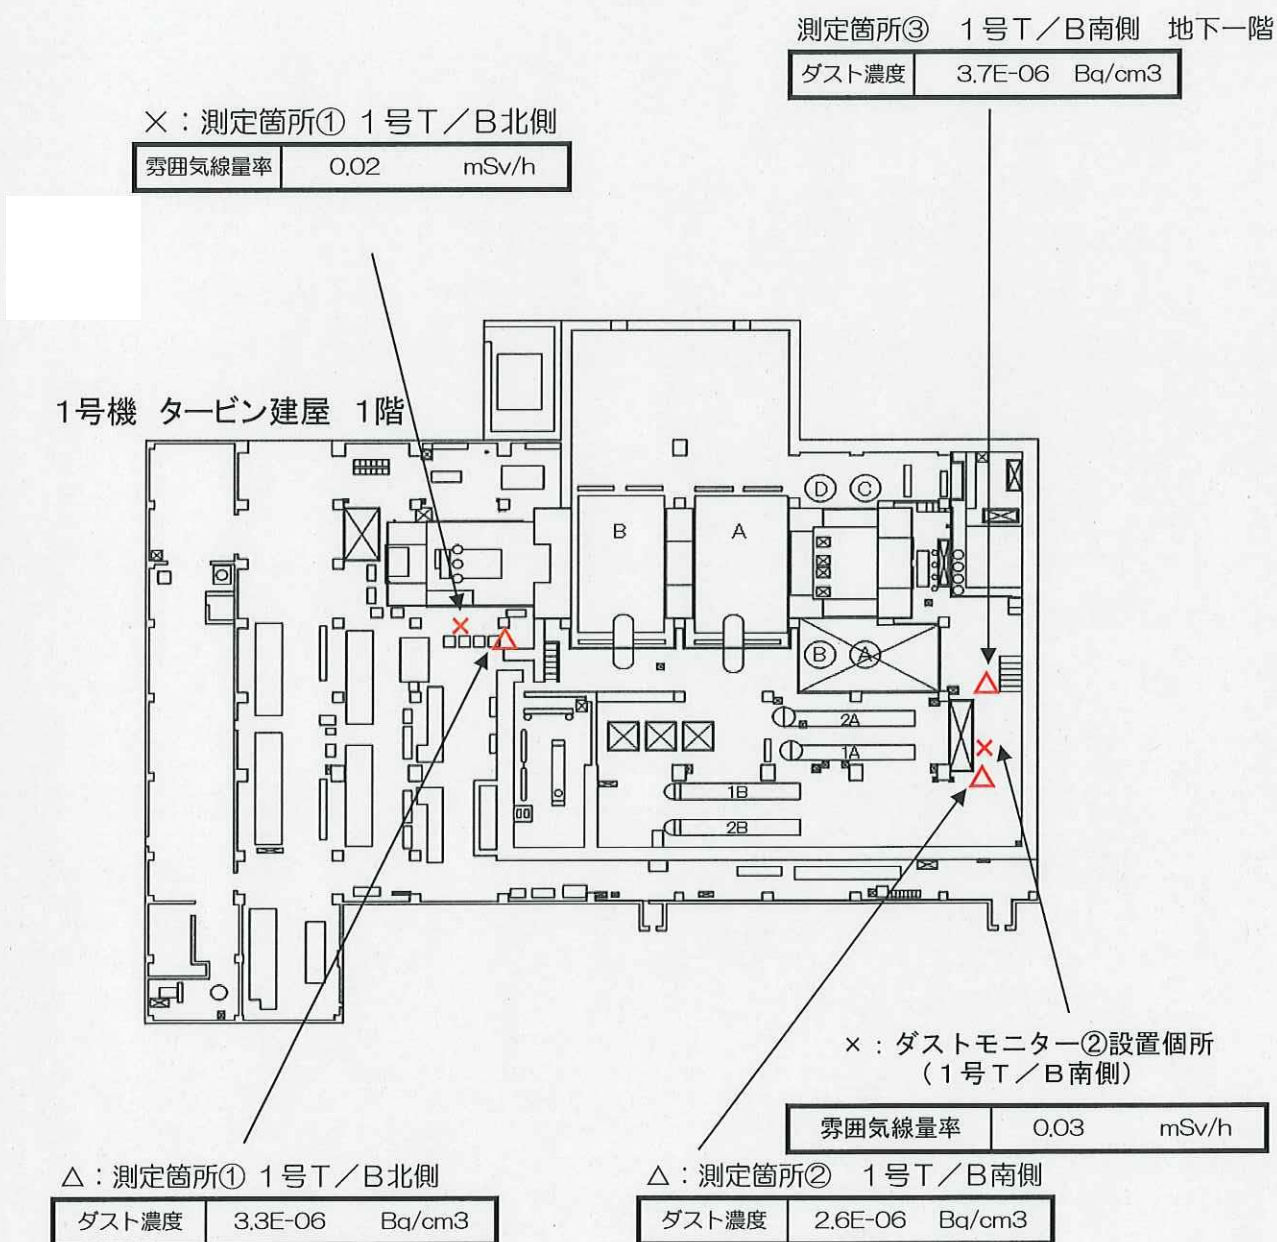 測定箇所③ 1号T/B南側 地下一階
ダスト濃度 3.7E-06 Bq/cm3
×:測定箇所① 1号T/B北側
雰囲気線量率 0.02 mSv/h
1号機 タービン建屋 1階
D C
B A
B A
2A
1A
1B
2B
×:ダストモニター②設置個所
(1号T/B南側)
雰囲気線量率 0.03 mSv/h
△:測定箇所① 1号T/B北側
ダスト濃度 3.3E-06 Bq/cm3
△:測定箇所② 1号T/B南側
ダスト濃度 2.6E-06 Bq/cm3